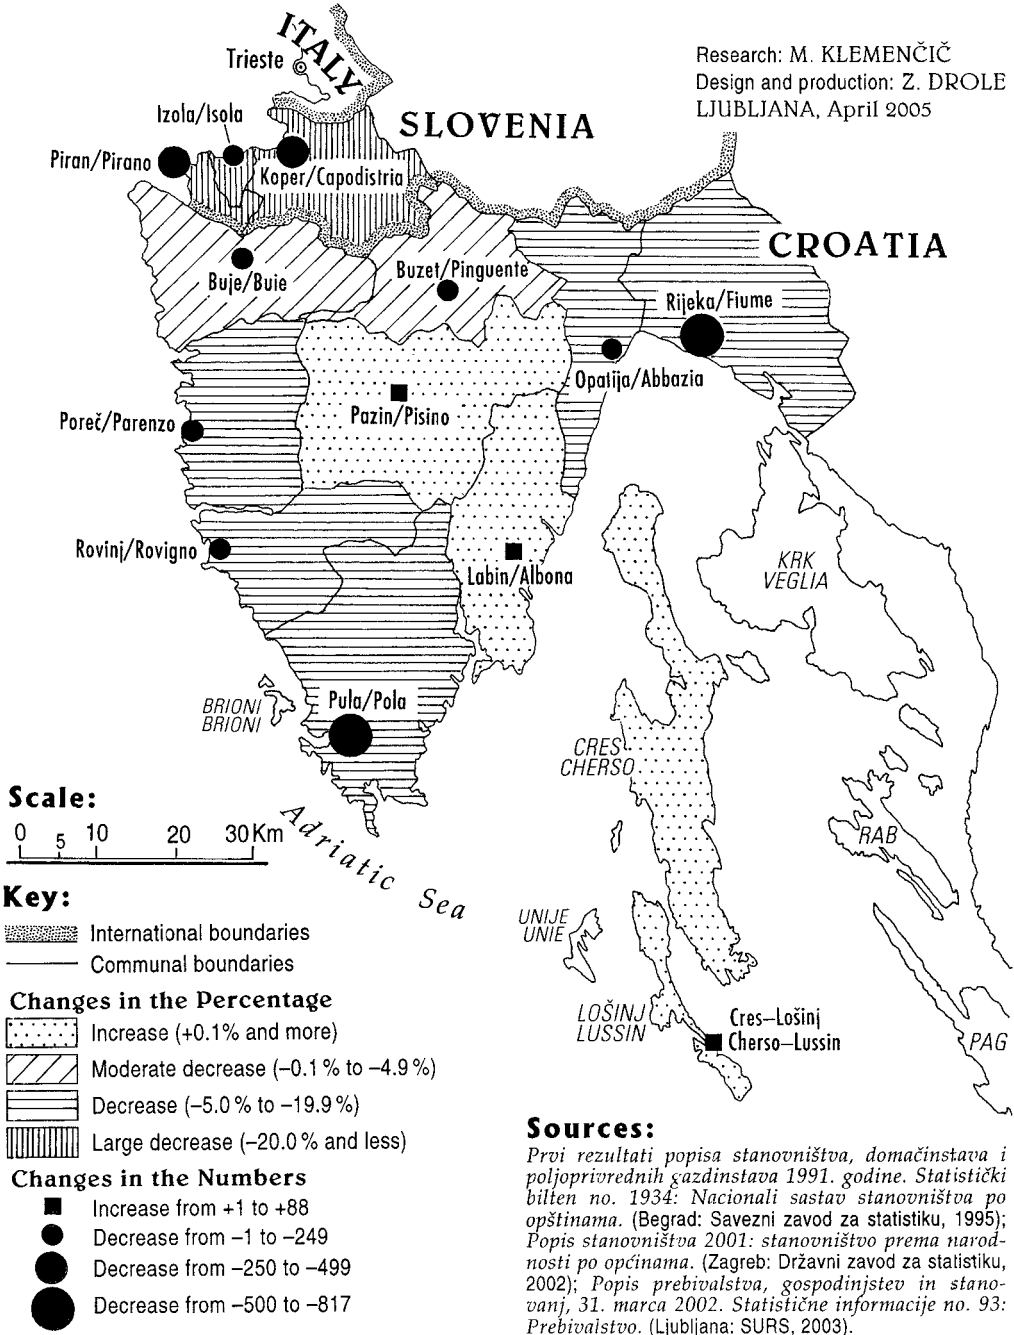 ITALY
Trieste
Research: M. KLEMENČIČ
Design and production: Z. DROLE
LJUBLJANA, April 2005
Izola/Isola
SLOVENIA
Piran/Pirano
Koper/Capodistria
CROATIA
Buje/Buie
Buzet/Pinguente
Rijeka/Fiume
Opatija/Abbazia
Pazin/Pisino
Poreč/Parenzo
Rovinj/Rovigno
Labin/Albona
KRK
VEGLIA
BRIONI
BRIONI
Pula/Pola
CRES
CHERSO
RAB
Adriatic Sea
UNIJE
UNIE
LOŠINJ
LUSSIN
Cres–Lošinj
Cherso–Lussin
PAG
Scale:
0 5 10 20 30 Km
Key:
International boundaries
Communal boundaries
Changes in the Percentage
Increase (+0.1% and more)
Moderate decrease (–0.1 % to –4.9 %)
Decrease (–5.0 % to –19.9 %)
Large decrease (–20.0 % and less)
Changes in the Numbers
Increase from +1 to +88
Decrease from –1 to –249
Decrease from –250 to –499
Decrease from –500 to –817
Sources:
Prvi rezultati popisa stanovništva, domačinstava i
poljoprivrednih gazdinstava 1991. godine. Statistički
bilten no. 1934: Nacionali sastav stanovništva po
opštinama. (Begrad: Savezni zavod za statistiku, 1995);
Popis stanovništva 2001: stanovništvo prema narod-
nosti po općinama. (Zagreb: Državni zavod za statistiku,
2002); Popis prebivalstva, gospodinjstev in stano-
vanj, 31. marca 2002. Statistične informacije no. 93:
Prebivalstvo. (Ljubljana: SURS, 2003).